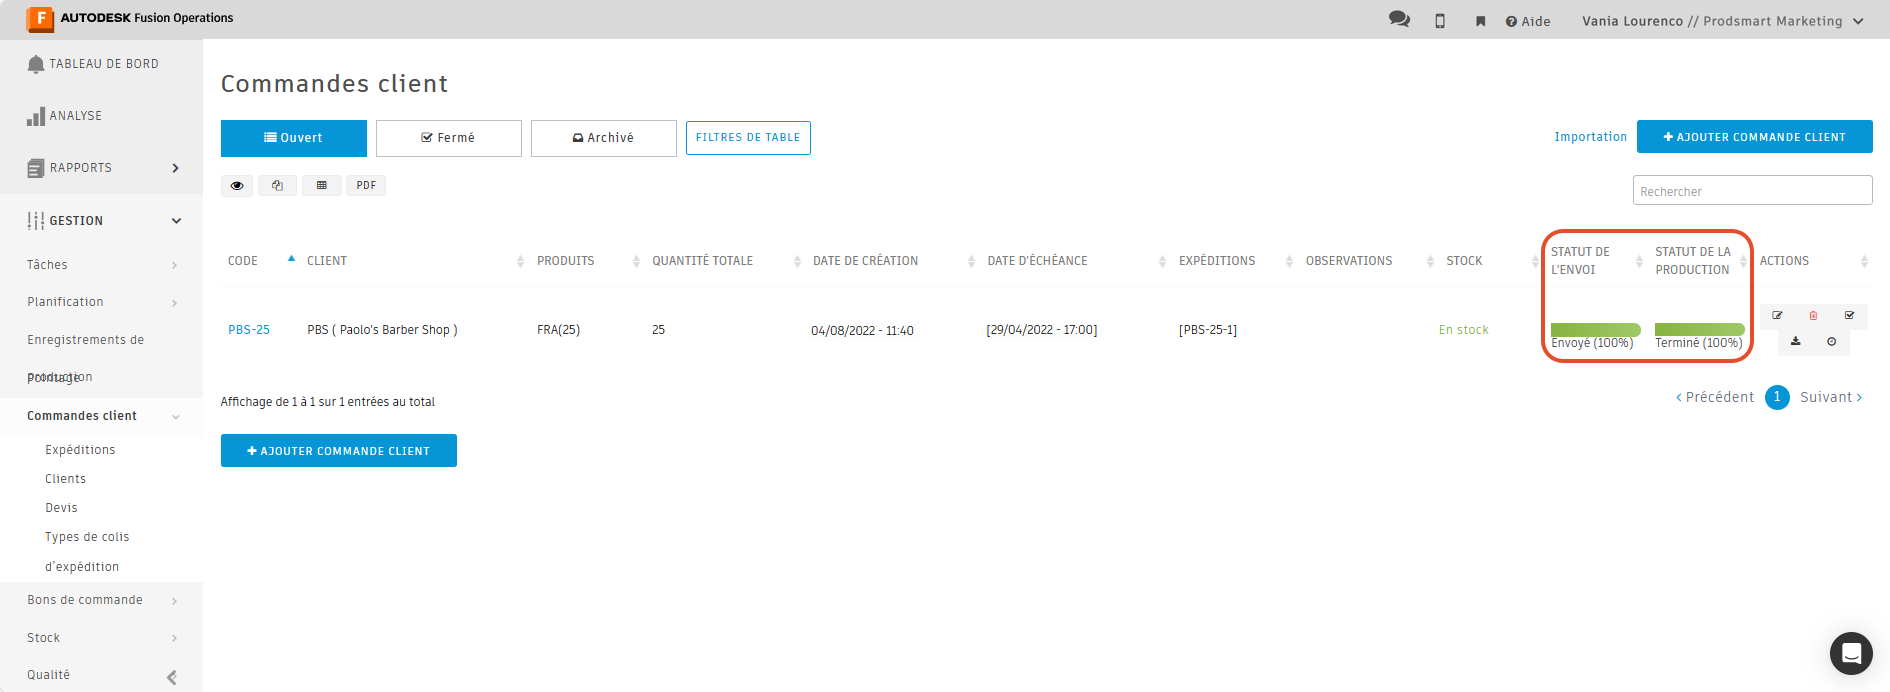 AUTODESK Fusion Operations
Aide
Vania Lourenco // Prodsmart Marketing
TABLEAU DE BORD
ANALYSE
RAPPORTS
GESTION
Tâches
Planification
Enregistrements de
production
Pointage
Commandes client
Expéditions
Clients
Devis
Types de colis
d'expédition
Bons de commande
Stock
Qualité
Commandes client
Ouvert
Fermé
Archivé
FILTRES DE TABLE
Importation
AJOUTER COMMANDE CLIENT
PDF
Rechercher
CODE CLIENT PRODUITS QUANTITÉ TOTALE DATE DE CRÉATION DATE D'ÉCHÉANCE EXPÉDITIONS OBSERVATIONS STOCK STATUT DE L'ENVOI STATUT DE LA PRODUCTION ACTIONS
PBS-25 PBS ( Paolo's Barber Shop ) FRA(25) 25 04/08/2022 - 11:40 [29/04/2022 - 17:00] [PBS-25-1] En stock Envoyé (100%) Terminé (100%)
Affichage de 1 à 1 sur 1 entrées au total
Précédent 1 Suivant
AJOUTER COMMANDE CLIENT